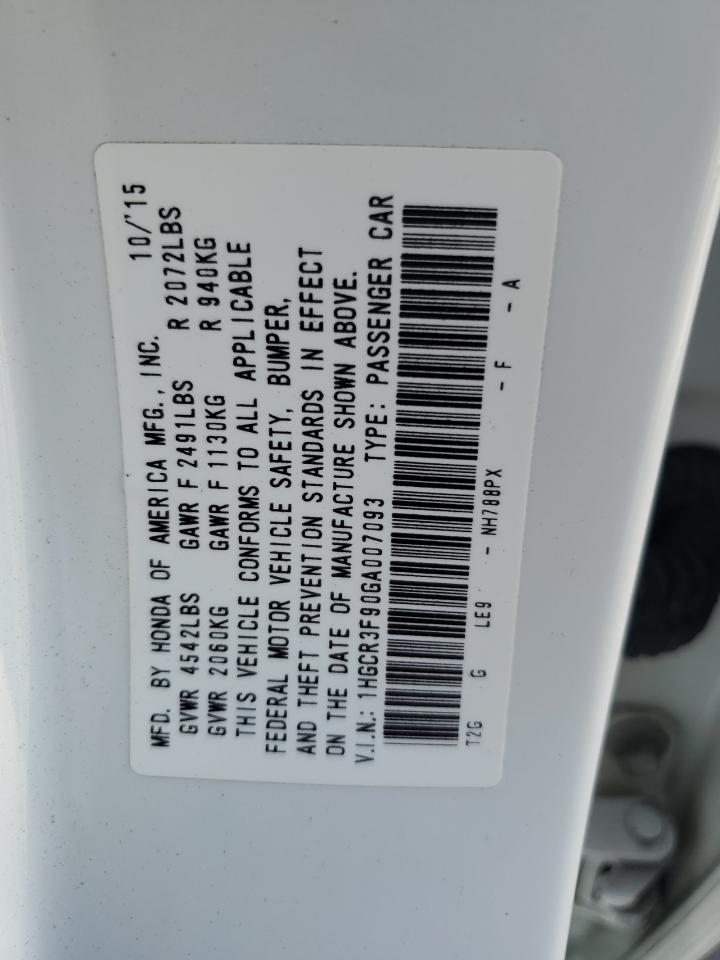 MFD. BY HONDA OF AMERICA MFG., INC. 10/'15
GVWR 4542LBS GAWR F 2491LBS R 2072LBS
GVWR 2060KG GAWR F 1130KG R 940KG
THIS VEHICLE CONFORMS TO ALL APPLICABLE
FEDERAL MOTOR VEHICLE SAFETY, BUMPER,
AND THEFT PREVENTION STANDARDS IN EFFECT
ON THE DATE OF MANUFACTURE SHOWN ABOVE.
V.I.N.: 1HGCR3F90GA007093 TYPE: PASSENGER CAR
T2G G LE9 - NH788PX - F - A